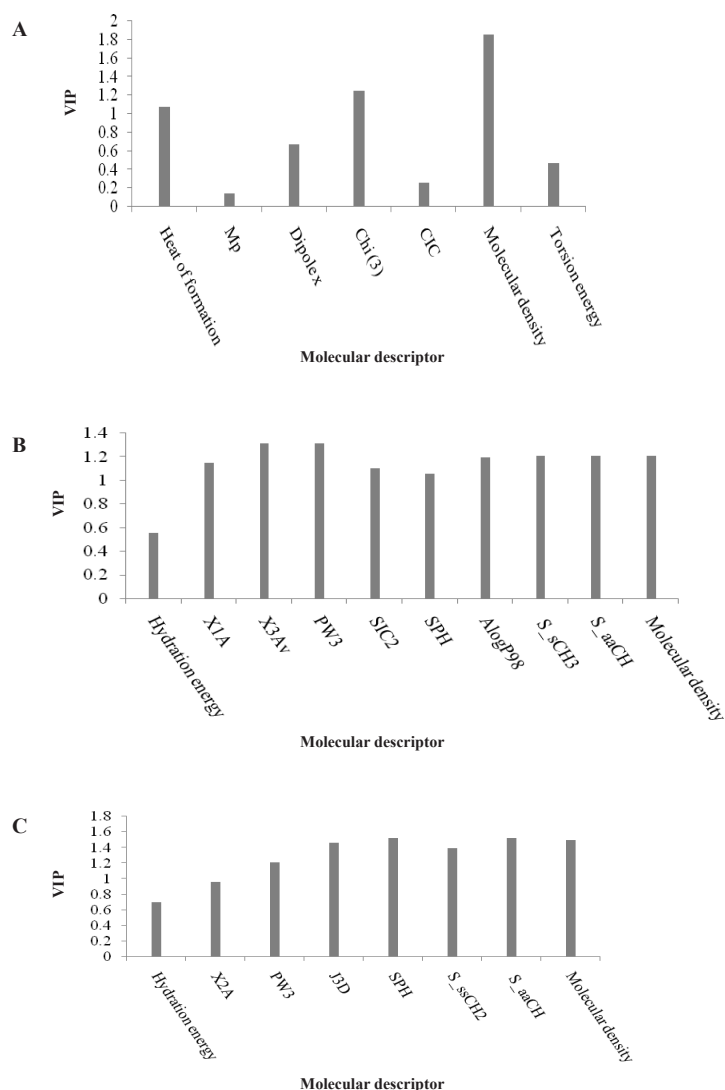 A
VIP
2
1.8
1.6
1.4
1.2
1
0.8
0.6
0.4
0.2
0
Heat of formation
Mp
Dipole x
Chi (3)
CIC
Molecular density
Torsion energy
Molecular descriptor
B
VIP
1.4
1.2
1
0.8
0.6
0.4
0.2
0
Hydration energy
X1A
X3Av
PW3
SIC2
SPH
AlogP98
S_sCH3
S_aaCH
Molecular density
Molecular descriptor
C
VIP
1.8
1.6
1.4
1.2
1
0.8
0.6
0.4
0.2
0
Hydration energy
X2A
PW3
J3D
SPH
S_ssCH2
S_aaCH
Molecular density
Molecular descriptor